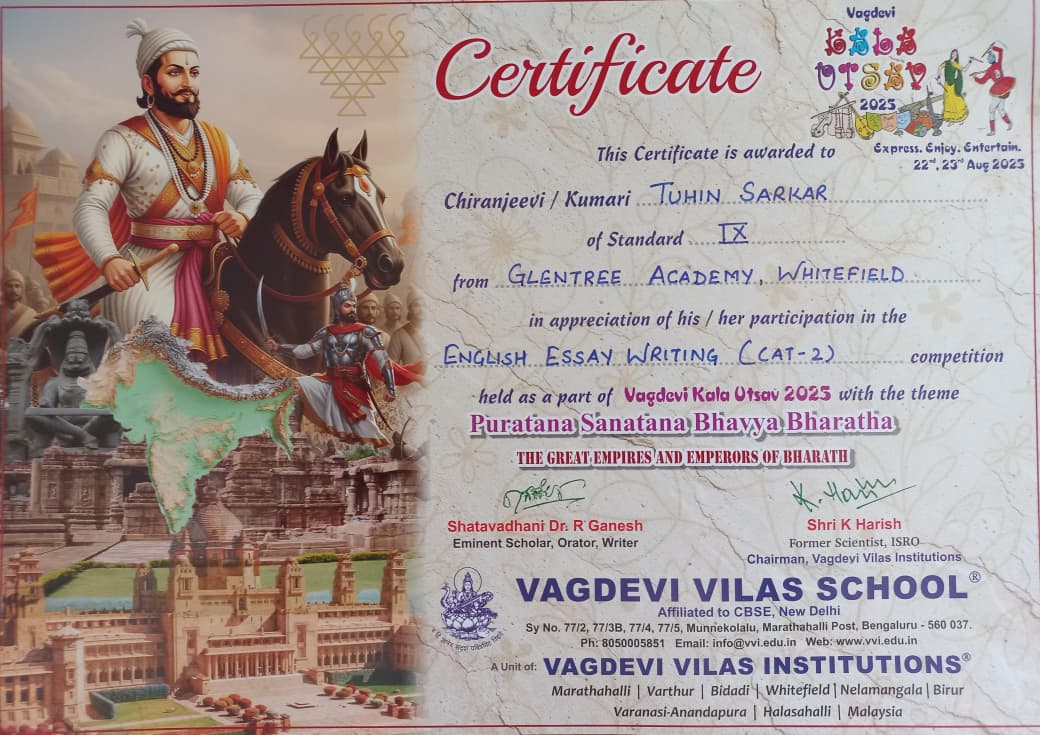 Certificate
Vagdevi
KALA
UTSAV
2025
Express. Enjoy. Entertain.
22nd, 23rd Aug 2025
This Certificate is awarded to
Chiranjeevi / Kumari TUHIN SARKAR
of Standard IX
from GLENTREE ACADEMY, WHITEFIELD
in appreciation of his / her participation in the
ENGLISH ESSAY WRITING (CAT-2) competition
held as a part of Vagdevi Kala Utsav 2025 with the theme
Puratana Sanatana Bhavya Bharatha
THE GREAT EMPIRES AND EMPERORS OF BHARATH
K. Harish
Shatavadhani Dr. R Ganesh
Eminent Scholar, Orator, Writer
Shri K Harish
Former Scientist, ISRO
Chairman, Vagdevi Vilas Institutions
VAGDEVI VILAS SCHOOL®
Affiliated to CBSE, New Delhi
Sy No. 77/2, 77/3B, 77/4, 77/5, Munnekolalu, Marathahalli Post, Bengaluru - 560 037.
Ph: 8050005851 Email: info@vvi.edu.in Web: www.vvi.edu.in
A Unit of: VAGDEVI VILAS INSTITUTIONS®
Marathahalli | Varthur | Bidadi | Whitefield | Nelamangala | Birur
Varanasi-Anandapura | Halasahalli | Malaysia